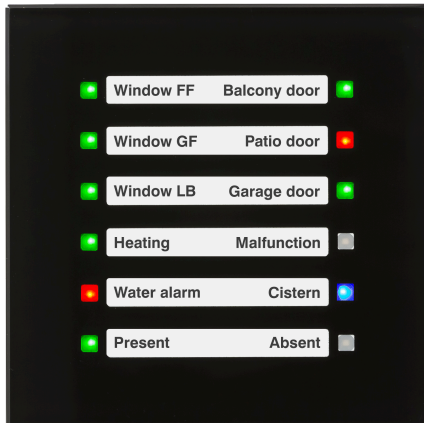 Window FF Balcony door
Window GF Patio door
Window LB Garage door
Heating Malfunction
Water alarm Cistern
Present Absent